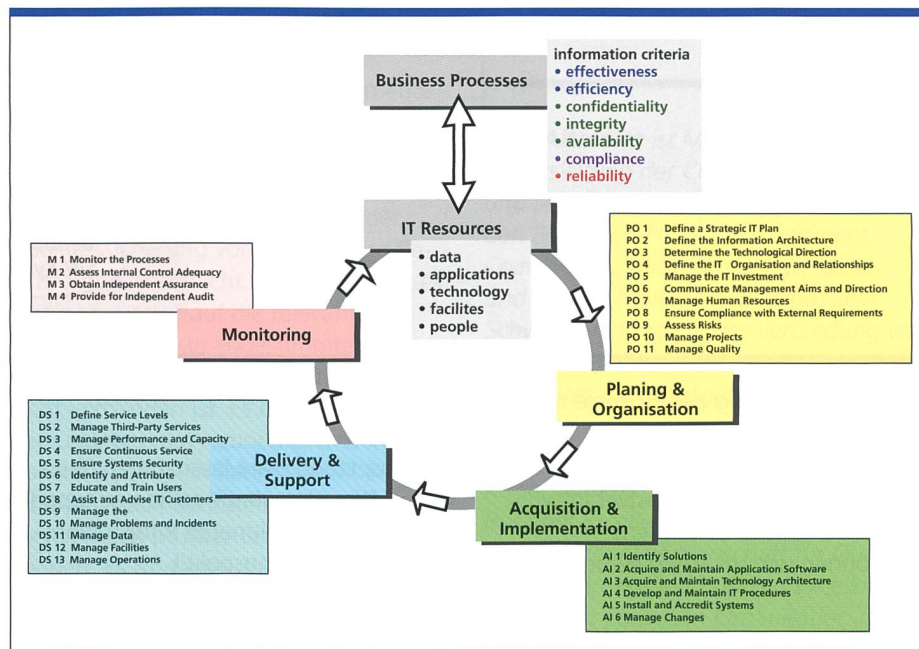 Business Processes
information criteria
• effectiveness
• efficiency
• confidentiality
• integrity
• availability
• compliance
• reliability
IT Resources
• data
• applications
• technology
• facilites
• people
M 1 Monitor the Processes
M 2 Assess Internal Control Adequacy
M 3 Obtain Independent Assurance
M 4 Provide for Independent Audit
Monitoring
PO 1 Define a Strategic IT Plan
PO 2 Define the Information Architecture
PO 3 Determine the Technological Direction
PO 4 Define the IT Organisation and Relationships
PO 5 Manage the IT Investment
PO 6 Communicate Management Aims and Direction
PO 7 Manage Human Resources
PO 8 Ensure Compliance with External Requirements
PO 9 Assess Risks
PO 10 Manage Projects
PO 11 Manage Quality
Planing &
Organisation
DS 1 Define Service Levels
DS 2 Manage Third-Party Services
DS 3 Manage Performance and Capacity
DS 4 Ensure Continuous Service
DS 5 Ensure Systems Security
DS 6 Identify and Attribute
DS 7 Educate and Train Users
DS 8 Assist and Advise IT Customers
DS 9 Manage the
DS 10 Manage Problems and Incidents
DS 11 Manage Data
DS 12 Manage Facilities
DS 13 Manage Operations
Delivery &
Support
Acquisition &
Implementation
AI 1 Identify Solutions
AI 2 Acquire and Maintain Application Software
AI 3 Acquire and Maintain Technology Architecture
AI 4 Develop and Maintain IT Procedures
AI 5 Install and Accredit Systems
AI 6 Manage Changes